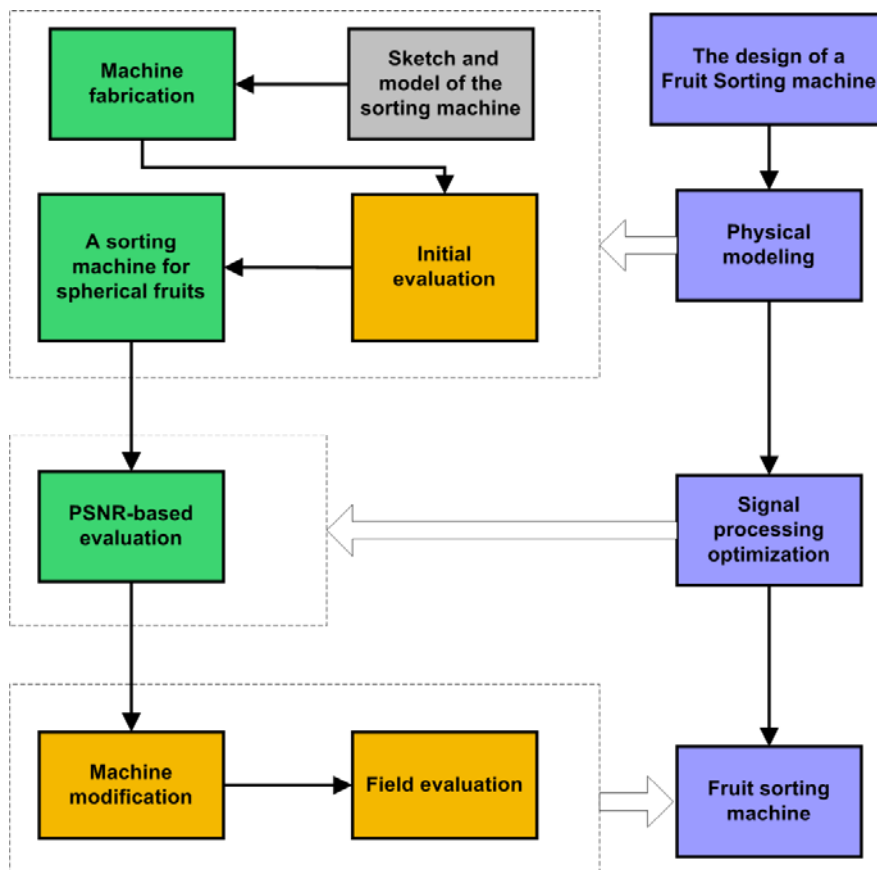 Machine
fabrication
Sketch and
model of the
sorting machine
The design of a
Fruit Sorting machine
A sorting
machine for
spherical fruits
Initial
evaluation
Physical
modeling
PSNR-based
evaluation
Signal
processing
optimization
Machine
modification
Field evaluation
Fruit sorting
machine